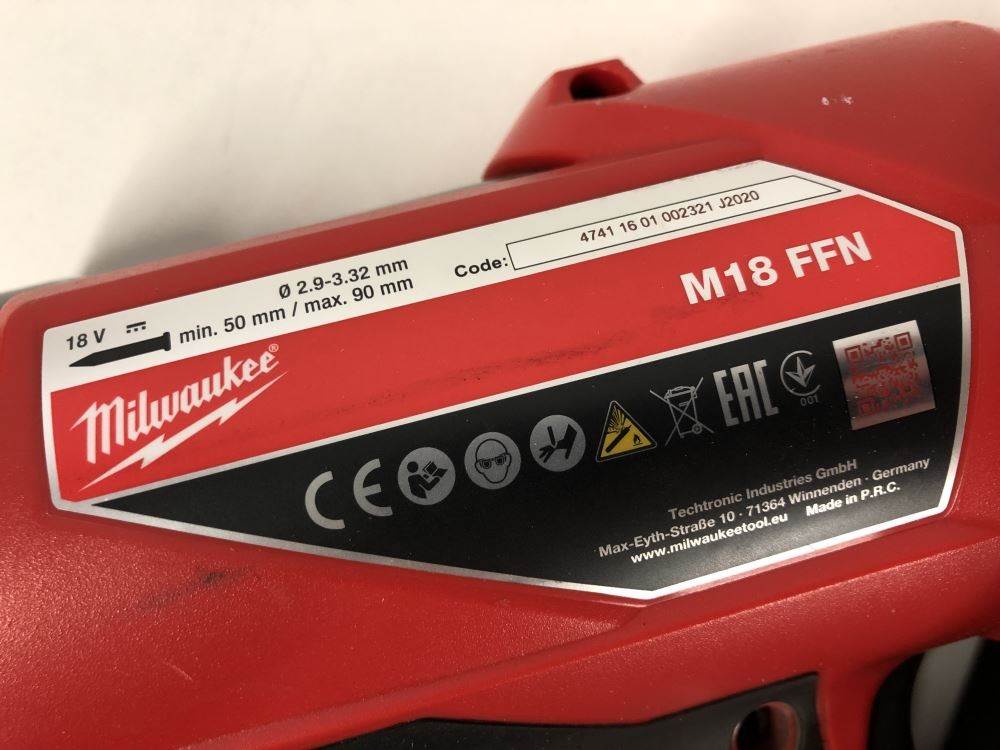 18 V
Ø 2.9-3.32 mm
min. 50 mm / max. 90 mm
Code:
4741 16 01 002321 J2020
M18 FFN
Milwaukee®
CE
EAC
001
Techtronic Industries GmbH
Max-Eyth-Straße 10 · 71364 Winnenden · Germany
www.milwaukeetool.eu Made in P.R.C.